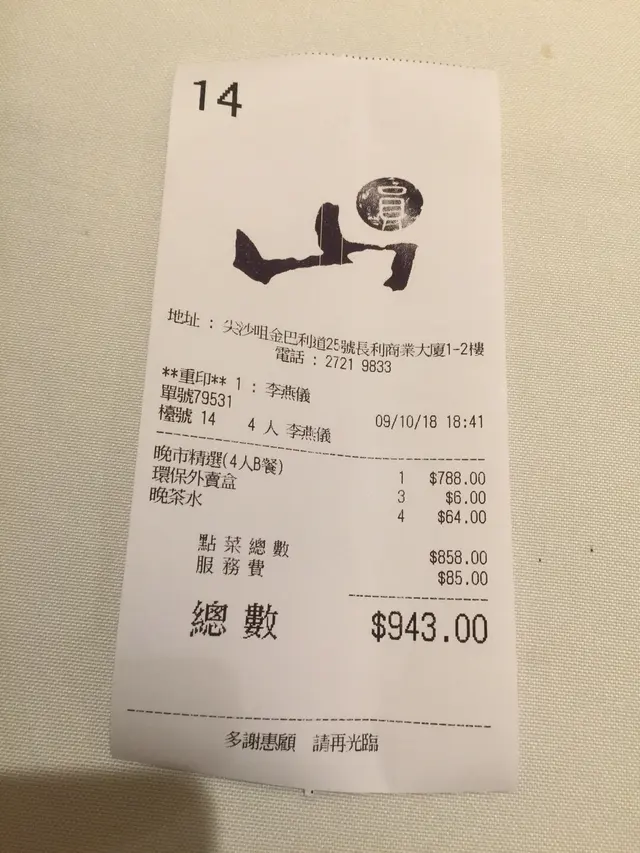 14
員
山
地址 : 尖沙咀金巴利道25號長利商業大廈1-2樓
電話 : 2721 9833
**重印** 1 : 李燕儀
單號79531 09/10/18 18:41
檯號 14 4 人 李燕儀
晚市精選(4人B餐) 1 $788.00
環保外賣盒 3 $6.00
晚茶水 4 $64.00
點菜總數 $858.00
服務費 $85.00
總數 $943.00
多謝惠顧 請再光臨